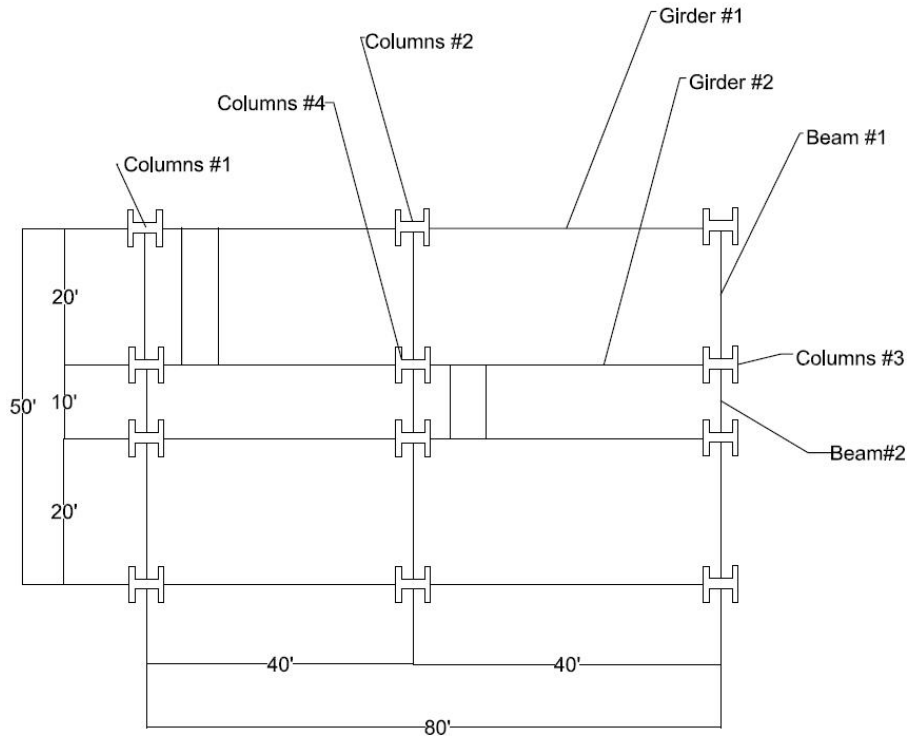 Girder #1
Columns #2
Girder #2
Columns #4
Beam #1
Columns #1
20'
Columns #3
50'
10'
Beam#2
20'
40'
40'
80'